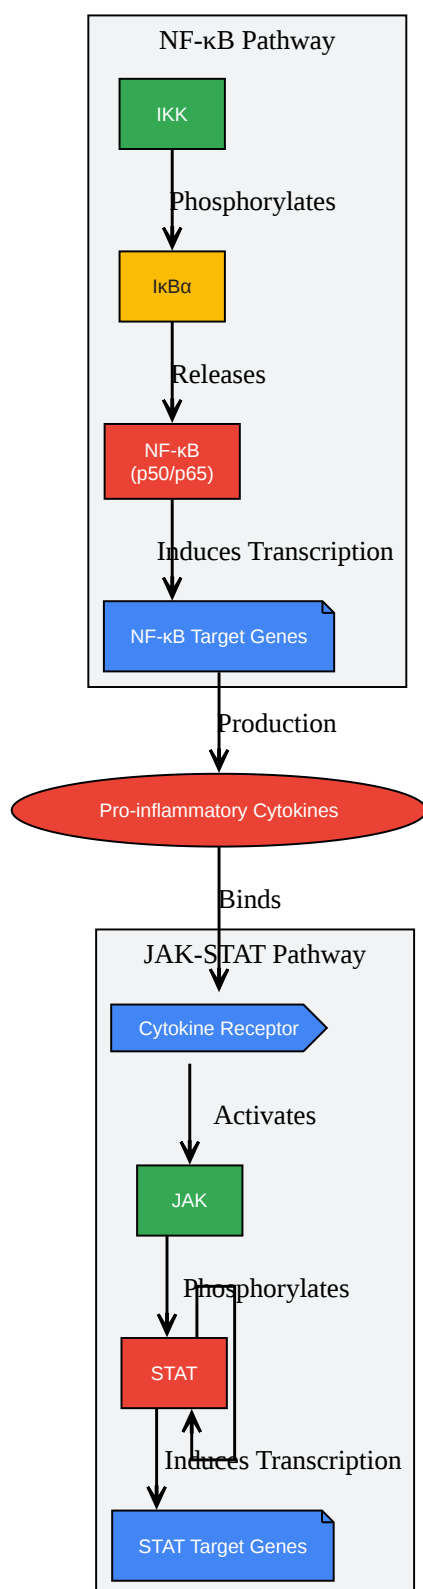 NF-κB Pathway
IKK
Phosphorylates
IκBα
Releases
NF-κB
(p50/p65)
Induces Transcription
NF-κB Target Genes
Production
Pro-inflammatory Cytokines
Binds
JAK-STAT Pathway
Cytokine Receptor
Activates
JAK
Phosphorylates
STAT
Induces Transcription
STAT Target Genes